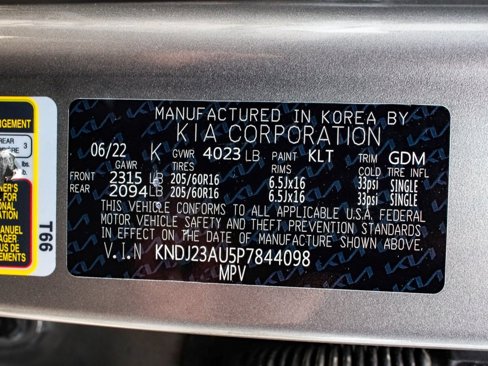 MANUFACTURED IN KOREA BY
KIA CORPORATION
06/22 K GVWR 4023 LB PAINT KLT TRIM GDM
GAWR TIRES RIMS COLD TIRE INFL
FRONT 2315 LB 205/60R16 6.5Jx16 33psi SINGLE
REAR 2094 LB 205/60R16 6.5Jx16 33psi SINGLE
THIS VEHICLE CONFORMS TO ALL APPLICABLE U.S.A. FEDERAL
MOTOR VEHICLE SAFETY AND THEFT PREVENTION STANDARDS
IN EFFECT ON THE DATE OF MANUFACTURE SHOWN ABOVE.
V.I.N KNDJ23AU5P7844098
MPV
REAR
3
lbs.
T66